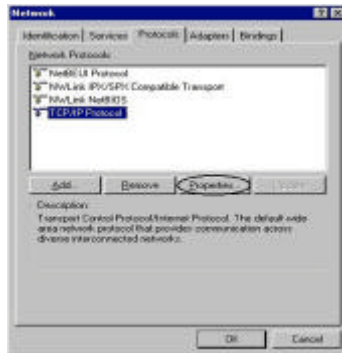 Network
Identification Services Protocols Adapters Bindings
Network Protocols:
NetBEUI Protocol
NWLink IPX/SPX Compatible Transport
NWLink NetBIOS
TCP/IP Protocol
Add... Remove Properties...
Description:
Transport Control Protocol/Internet Protocol. The default wide
area network protocol that provides communication across
diverse interconnected networks.
OK Cancel